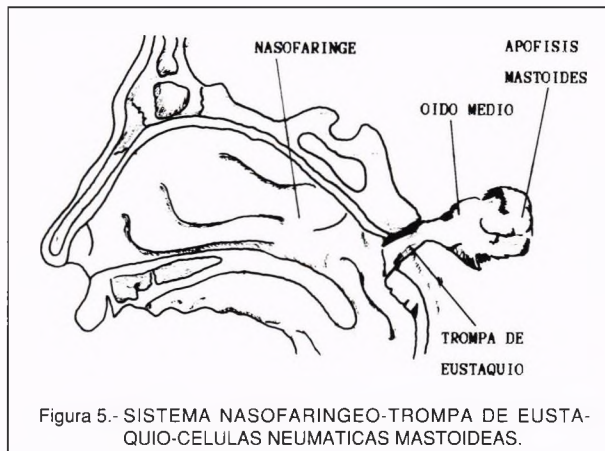 NASOFARINGE
APOFISIS
MASTOIDES
OIDO MEDIO
TROMPA DE
EUSTAQUIO
Figura 5.- SISTEMA NASOFARINGEO-TROMPA DE EUSTA-
QUIO-CELULAS NEUMATICAS MASTOIDEAS.